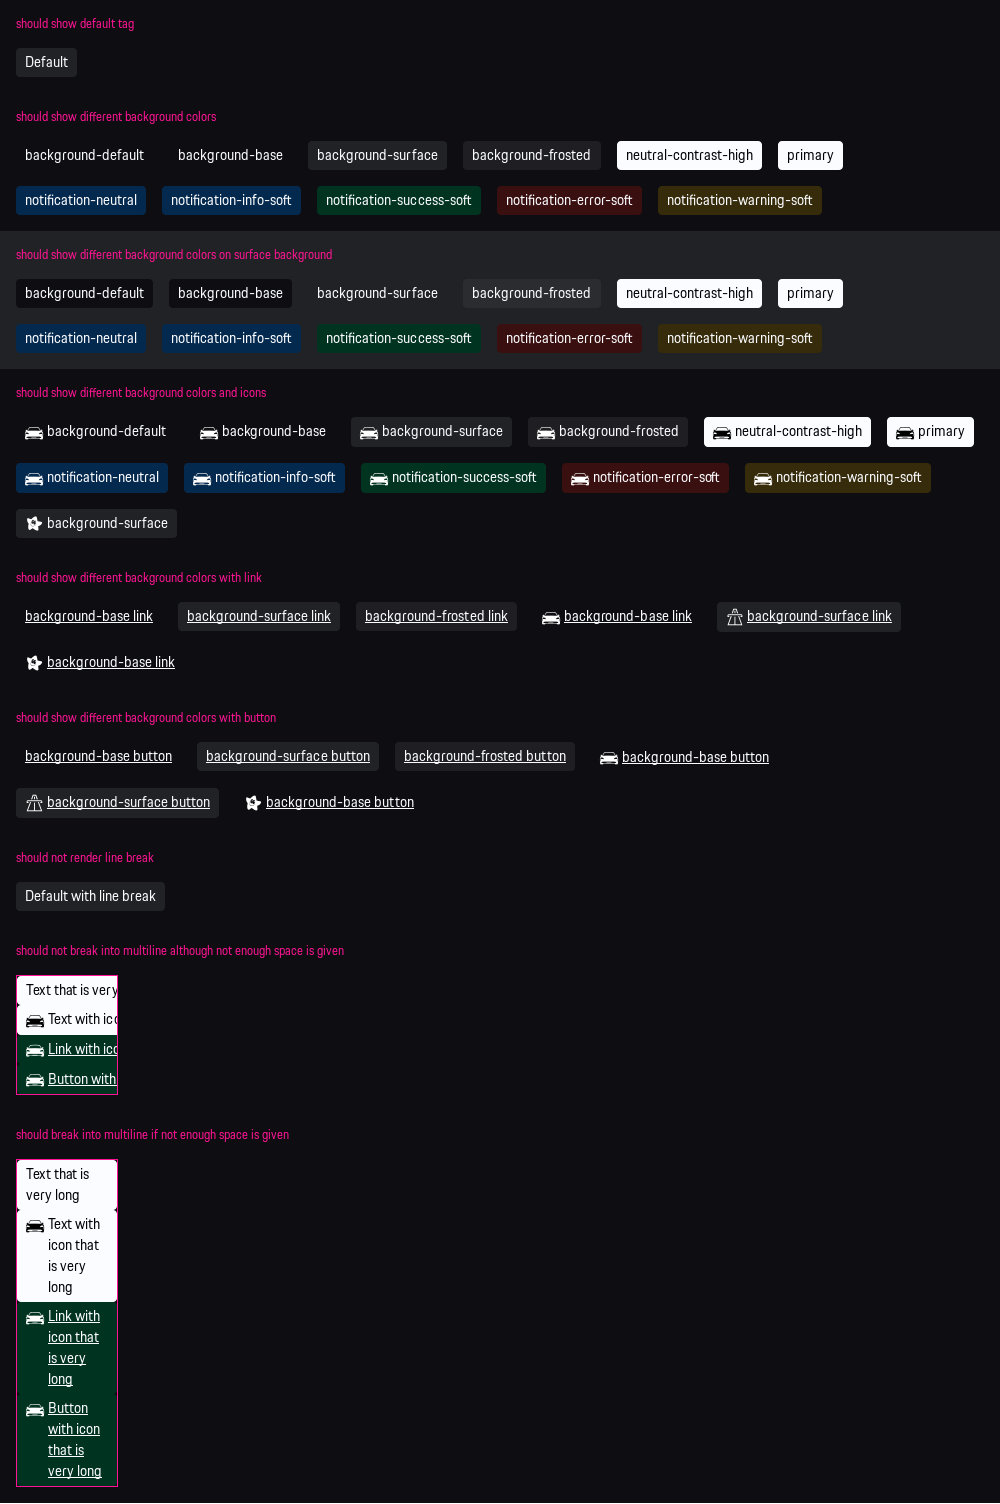 should show default tag
Default
should show different background colors
background-default background-base background-surface background-frosted neutral-contrast-high primary
notification-neutral notification-info-soft notification-success-soft notification-error-soft notification-warning-soft
should show different background colors on surface background
background-default background-base background-surface background-frosted neutral-contrast-high primary
notification-neutral notification-info-soft notification-success-soft notification-error-soft notification-warning-soft
should show different background colors and icons
background-default background-base background-surface background-frosted neutral-contrast-high primary
notification-neutral notification-info-soft notification-success-soft notification-error-soft notification-warning-soft
background-surface
should show different background colors with link
background-base link background-surface link background-frosted link background-base link background-surface link
background-base link
should show different background colors with button
background-base button background-surface button background-frosted button background-base button
background-surface button background-base button
should not render line break
Default with line break
should not break into multiline although not enough space is given
Text that is very
Text with ico
Link with ico
Button with
should break into multiline if not enough space is given
Text that is
very long
Text with
icon that
is very
long
Link with
icon that
is very
long
Button
with icon
that is
very long